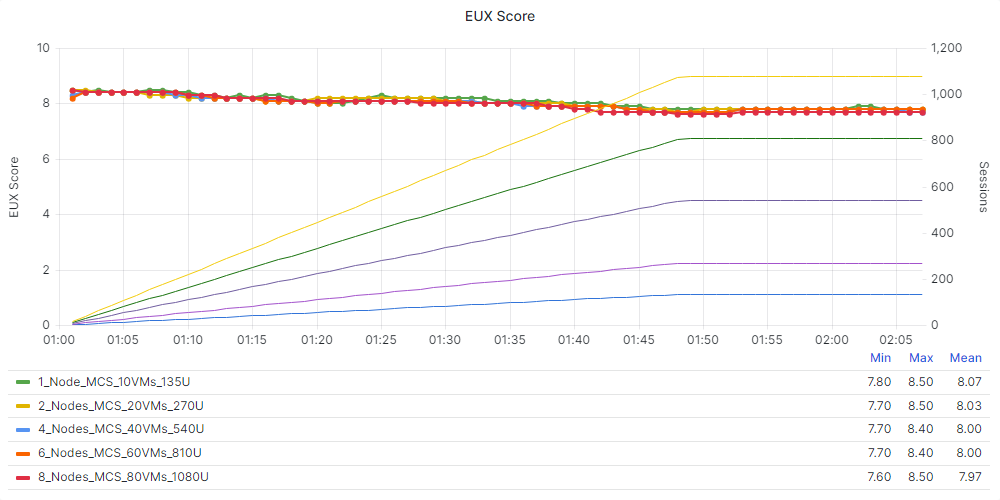 EUX Score
10
8
6
4
2
0
EUX Score
1,200
1,000
800
600
400
200
0
Sessions
01:00 01:05 01:10 01:15 01:20 01:25 01:30 01:35 01:40 01:45 01:50 01:55 02:00 02:05
Min Max Mean
1_Node_MCS_10VMs_135U 7.80 8.50 8.07
2_Nodes_MCS_20VMs_270U 7.70 8.50 8.03
4_Nodes_MCS_40VMs_540U 7.70 8.40 8.00
6_Nodes_MCS_60VMs_810U 7.70 8.40 8.00
8_Nodes_MCS_80VMs_1080U 7.60 8.50 7.97